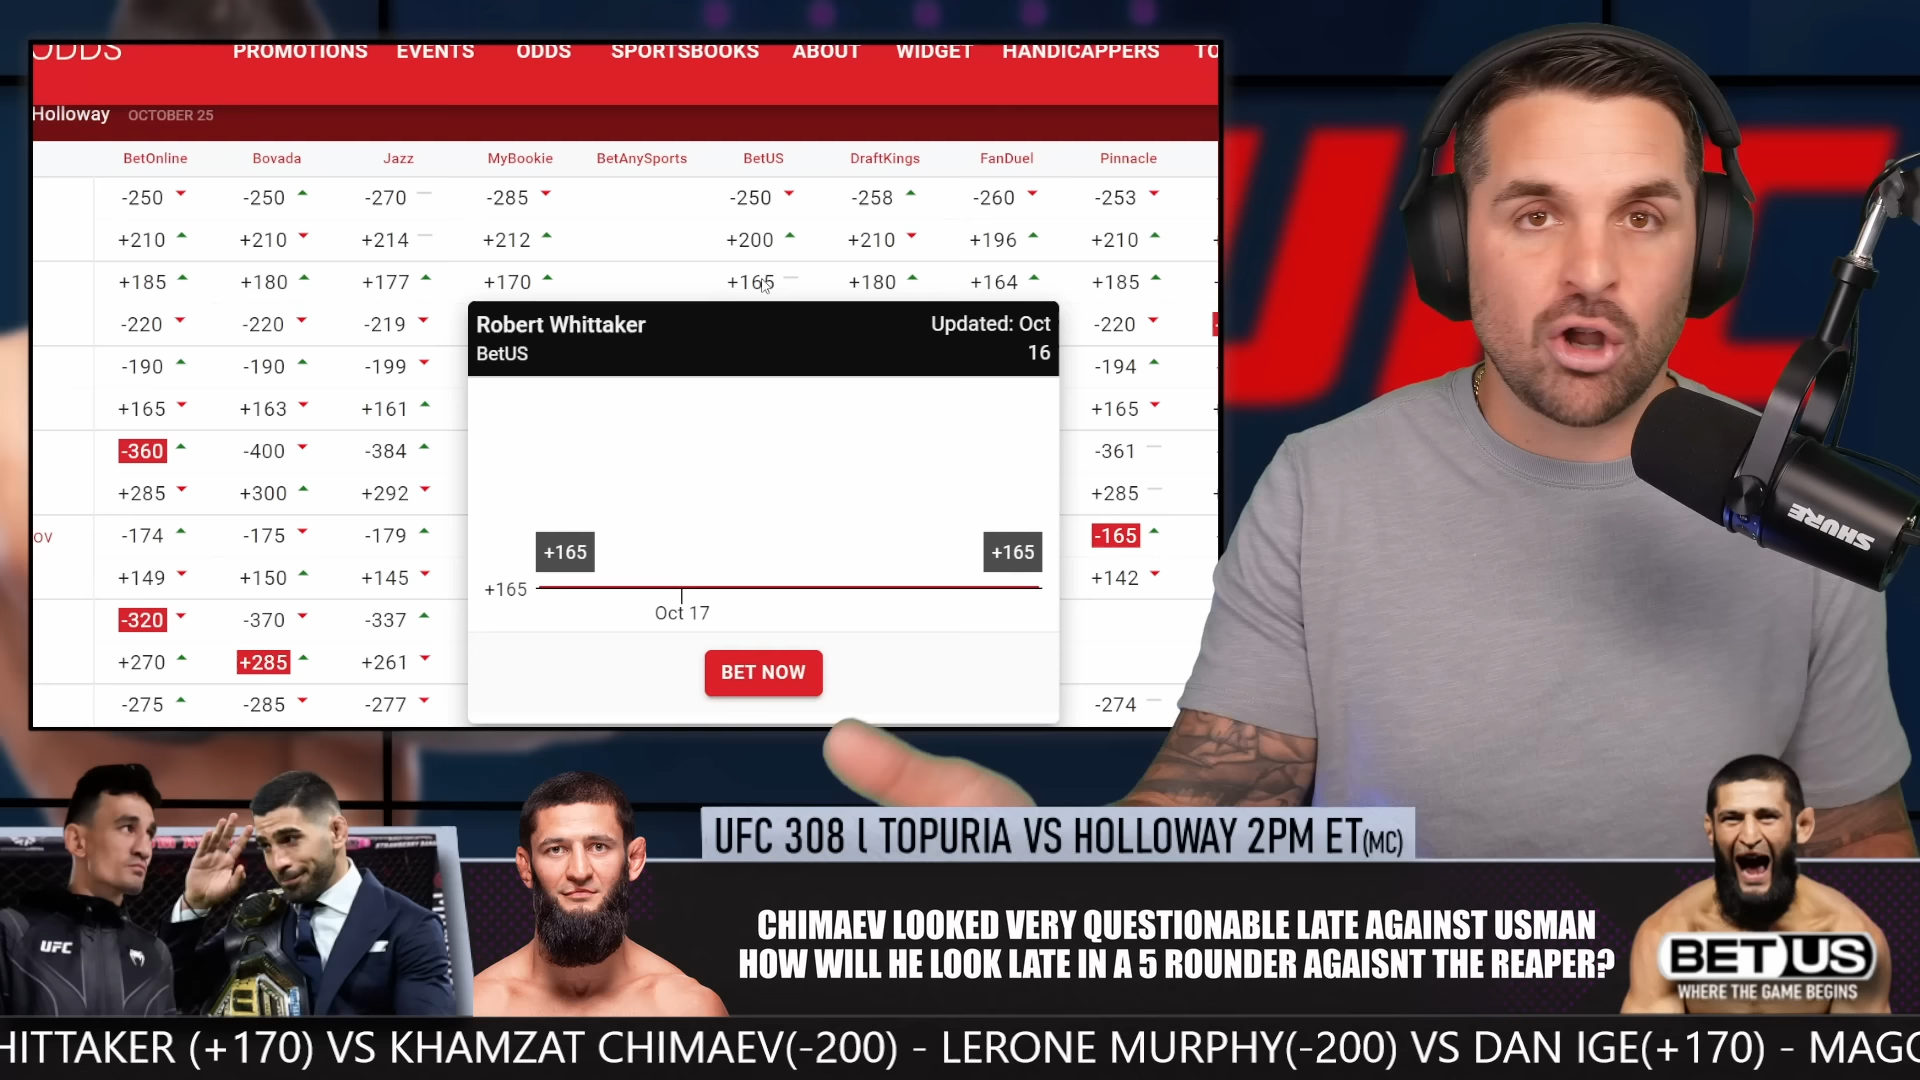 ODDS PROMOTIONS EVENTS ODDS SPORTSBOOKS ABOUT WIDGET HANDICAPPERS TO
Holloway OCTOBER 25
BetOnline Bovada Jazz MyBookie BetAnySports BetUS DraftKings FanDuel Pinnacle
-250 -250 -270 -285 -250 -258 -260 -253
+210 +210 +214 +212 +200 +210 +196 +210
+185 +180 +177 +170 +165 +180 +164 +185
-220 -220 -219 -220
-190 -190 -199 -194
+165 +163 +161 +165
-360 -400 -384 -361
+285 +300 +292 +285
OV -174 -175 -179 -165
+149 +150 +145 +142
-320 -370 -337
+270 +285 +261
-275 -285 -277 -274
Robert Whittaker Updated: Oct
BetUS 16
+165 +165
+165
Oct 17
BET NOW
SHURE
UFC
UFC 308 l TOPURIA VS HOLLOWAY 2PM ET(MC)
CHIMAEV LOOKED VERY QUESTIONABLE LATE AGAINST USMAN
HOW WILL HE LOOK LATE IN A 5 ROUNDER AGAISNT THE REAPER?
BETUS
WHERE THE GAME BEGINS
HITTAKER (+170) VS KHAMZAT CHIMAEV(-200) - LERONE MURPHY(-200) VS DAN IGE(+170) - MAGO